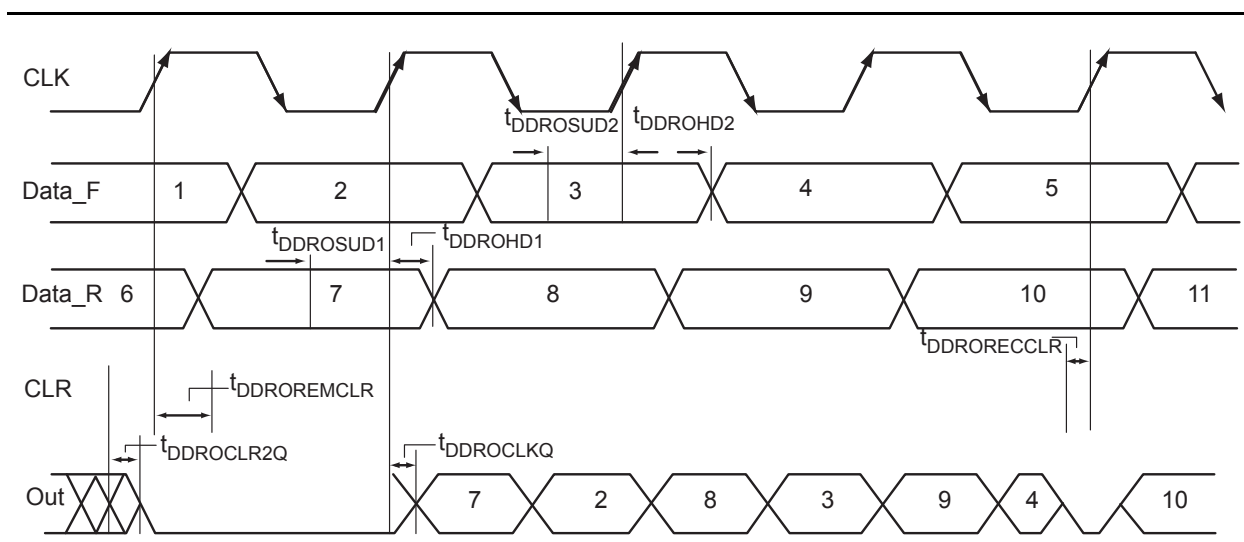 CLK
tDDROSUD2 tDDROHD2
Data_F 1 2 3 4 5
tDDROSUD1 tDDROHD1
Data_R 6 7 8 9 10 11
tDDRORECCLR
CLR
tDDROREMCLR
tDDROCLR2Q tDDROCLKQ
Out 7 2 8 3 9 4 10